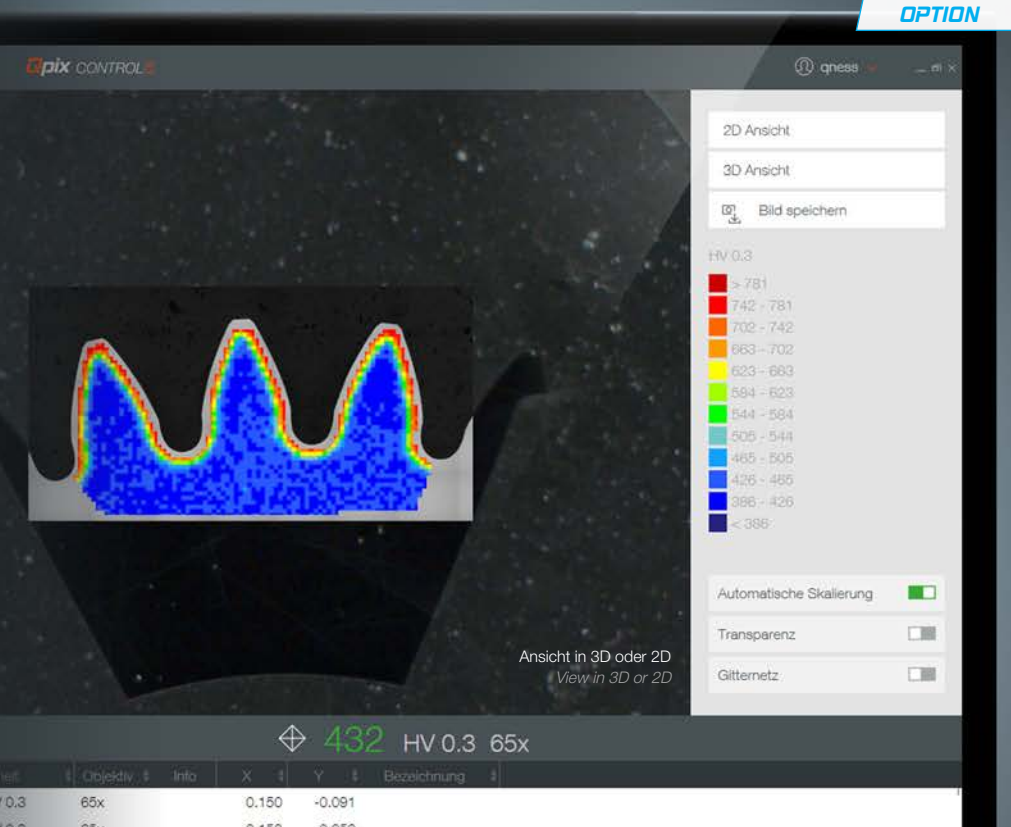 OPTION
Qpix CONTROL2
qness
2D Ansicht
3D Ansicht
Bild speichern
HV 0.3
> 781
742 - 781
702 - 742
663 - 702
623 - 663
584 - 623
544 - 584
505 - 544
465 - 505
426 - 465
386 - 426
< 386
Automatische Skalierung
Transparenz
Gitternetz
Ansicht in 3D oder 2D
View in 3D or 2D
432 HV 0.3 65x
Objektiv Info X Y Bezeichnung
0.3 65x 0.150 -0.091